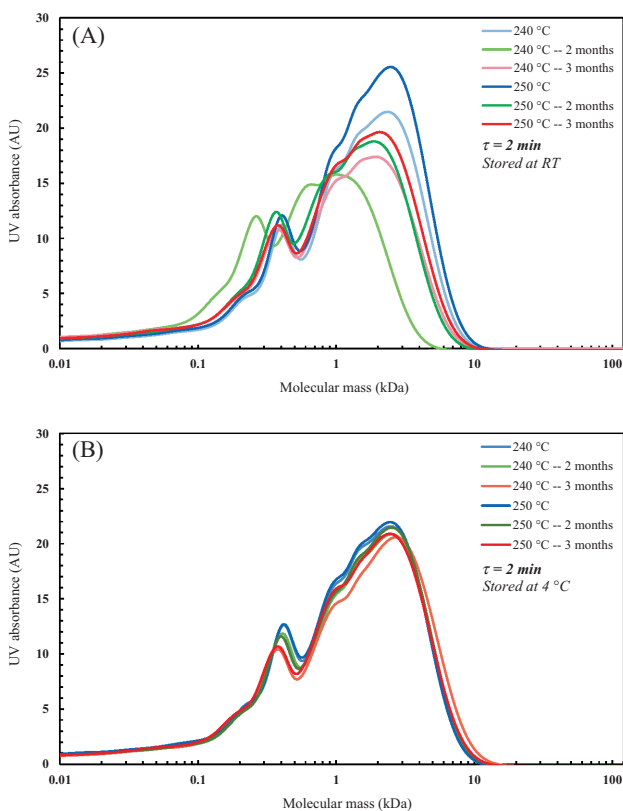 (A)
30
25
20
15
10
5
0
UV absorbance (AU)
0.01
0.1
1
10
100
Molecular mass (kDa)
240 °C
240 °C -- 2 months
240 °C -- 3 months
250 °C
250 °C -- 2 months
250 °C -- 3 months
τ = 2 min
Stored at RT
(B)
30
25
20
15
10
5
0
UV absorbance (AU)
0.01
0.1
1
10
100
Molecular mass (kDa)
240 °C
240 °C -- 2 months
240 °C -- 3 months
250 °C
250 °C -- 2 months
250 °C -- 3 months
τ = 2 min
Stored at 4 °C